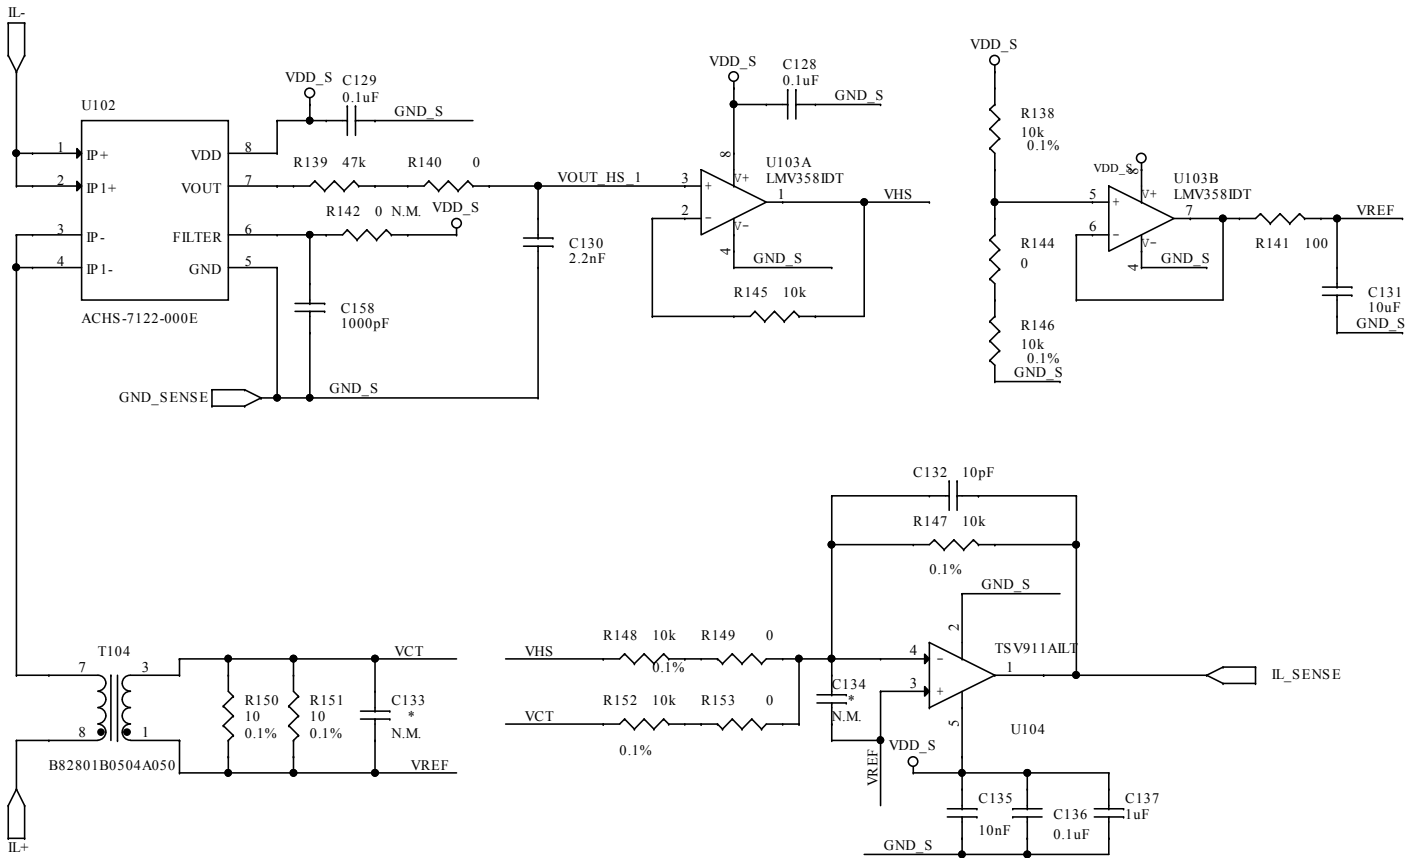 IL-
U102
1 IP+ VDD 8
2 IP1+ VOUT 7
3 IP- FILTER 6
4 IP1- GND 5
ACHS-7122-000E
VDD_S
C129
0.1uF
GND_S
R139 47k
R140 0
R142 0 N.M.
VDD_S
VOUT_HS_1
C130
2.2nF
C158
1000pF
GND_SENSE
GND_S
VDD_S
C128
0.1uF
GND_S
8
U103A
LMV358IDT
3
+
V+
1
VHS
2
-
V-
4
GND_S
R145 10k
VDD_S
R138
10k
0.1%
R144
0
R146
10k
0.1%
GND_S
VDD_S
8
U103B
LMV358IDT
5
+
V+
7
6
-
V-
4
GND_S
R141 100
VREF
C131
10uF
GND_S
T104
7
3
8
1
B82801B0504A050
IL+
VCT
R150
10
0.1%
R151
10
0.1%
C133
*
N.M.
VREF
VHS
R148 10k
0.1%
R149 0
VCT
R152 10k
0.1%
R153 0
C132 10pF
R147 10k
0.1%
GND_S
2
TSV911AILT
4
-
3
+
1
5
U104
IL_SENSE
C134
*
N.M.
VREF
VDD_S
C135
10nF
C136
0.1uF
C137
1uF
GND_S